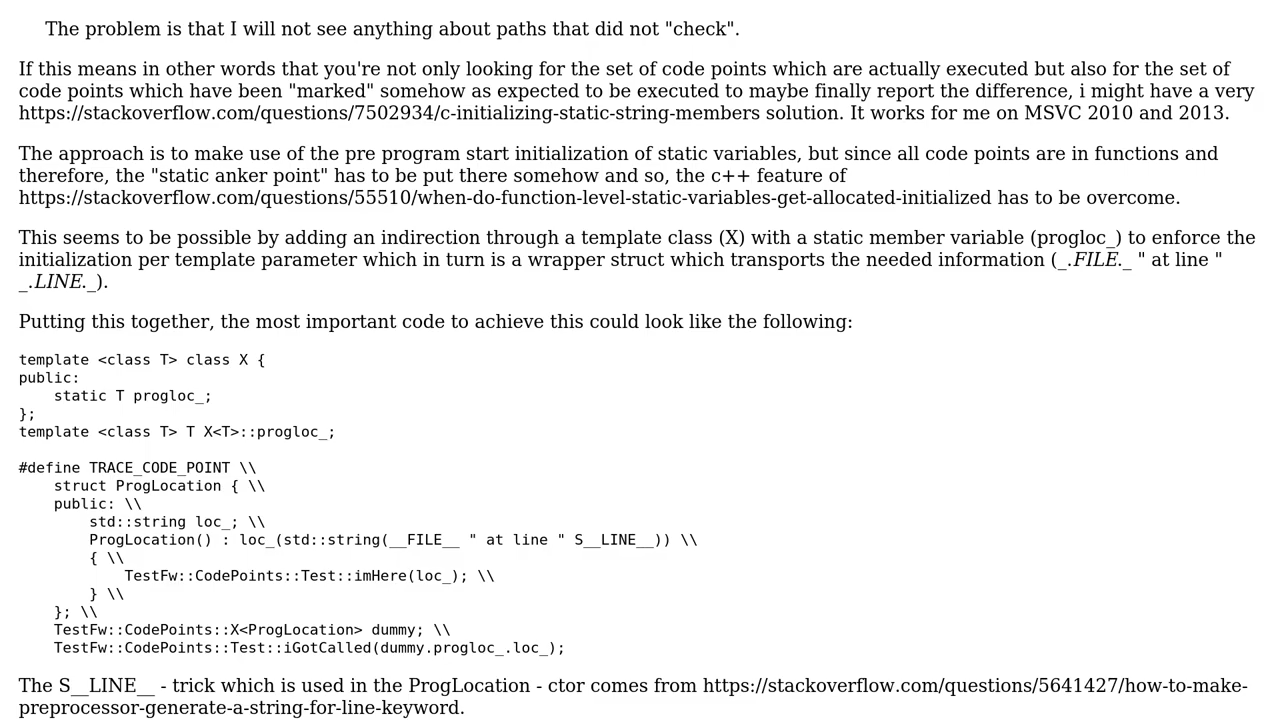 The problem is that I will not see anything about paths that did not "check".
If this means in other words that you're not only looking for the set of code points which are actually executed but also for the set of
code points which have been "marked" somehow as expected to be executed to maybe finally report the difference, i might have a very
https://stackoverflow.com/questions/7502934/c-initializing-static-string-members solution. It works for me on MSVC 2010 and 2013.
The approach is to make use of the pre program start initialization of static variables, but since all code points are in functions and
therefore, the "static anker point" has to be put there somehow and so, the c++ feature of
https://stackoverflow.com/questions/55510/when-do-function-level-static-variables-get-allocated-initialized has to be overcome.
This seems to be possible by adding an indirection through a template class (X) with a static member variable (progloc_) to enforce the
initialization per template parameter which in turn is a wrapper struct which transports the needed information (_.FILE._ " at line "
_.LINE._).
Putting this together, the most important code to achieve this could look like the following:
template <class T> class X {
public:
    static T progloc_;
};
template <class T> T X<T>::progloc_;
#define TRACE_CODE_POINT \\
    struct ProgLocation { \\
    public: \\
        std::string loc_; \\
        ProgLocation() : loc_(std::string(__FILE__ " at line " S__LINE__)) \\
        { \\
            TestFw::CodePoints::Test::imHere(loc_); \\
        } \\
    }; \\
    TestFw::CodePoints::X<ProgLocation> dummy; \\
    TestFw::CodePoints::Test::iGotCalled(dummy.progloc_.loc_);
The S__LINE__ - trick which is used in the ProgLocation - ctor comes from https://stackoverflow.com/questions/5641427/how-to-make-
preprocessor-generate-a-string-for-line-keyword.